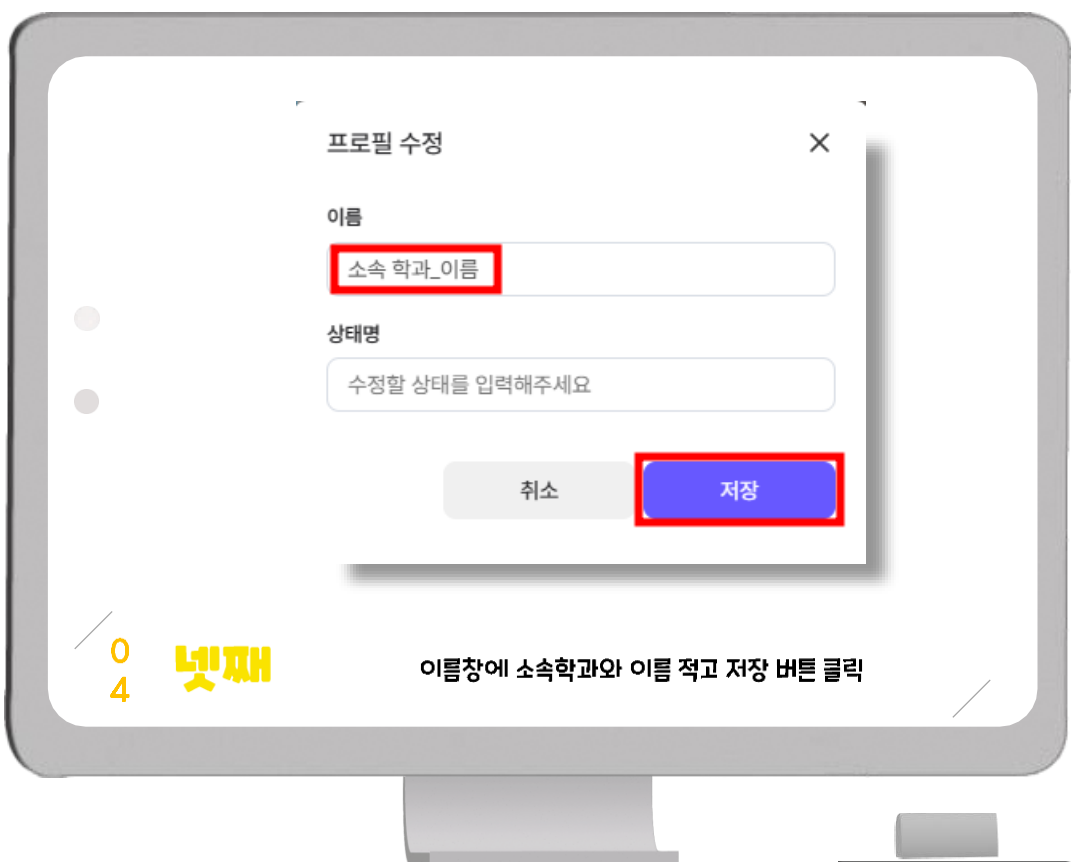 프로필 수정
이름
소속 학과_이름
상태명
수정할 상태를 입력해주세요
취소 저장
04 넷째 이름창에 소속학과와 이름 적고 저장 버튼 클릭